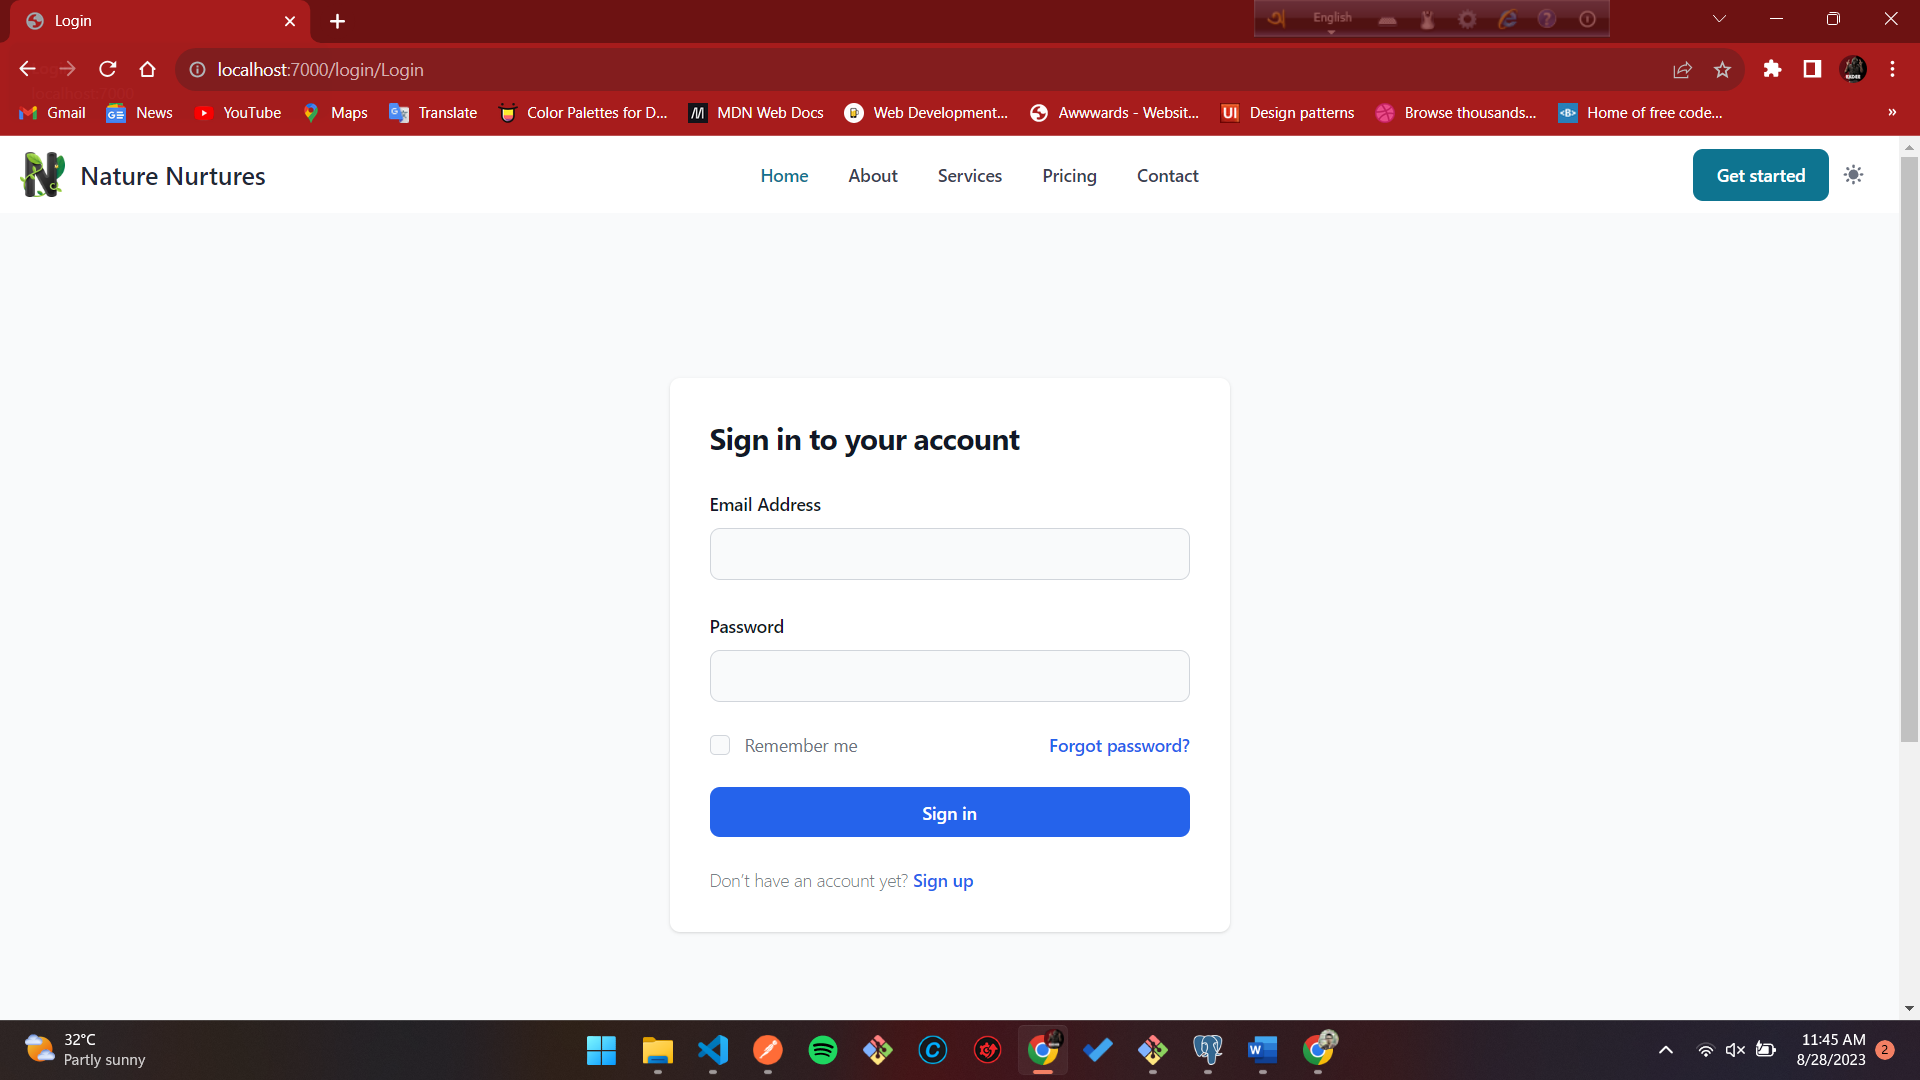 Login
English
localhost:7000/login/Login
Gmail
News
YouTube
Maps
Translate
Color Palettes for D...
MDN Web Docs
Web Development...
Awwwards - Websit...
UI
Design patterns
Browse thousands...
<B>
Home of free code...
»
Nature Nurtures
Home
About
Services
Pricing
Contact
Get started
Sign in to your account
Email Address
Password
Remember me
Forgot password?
Sign in
Don't have an account yet? Sign up
32°C
Partly sunny
11:45 AM
8/28/2023
2